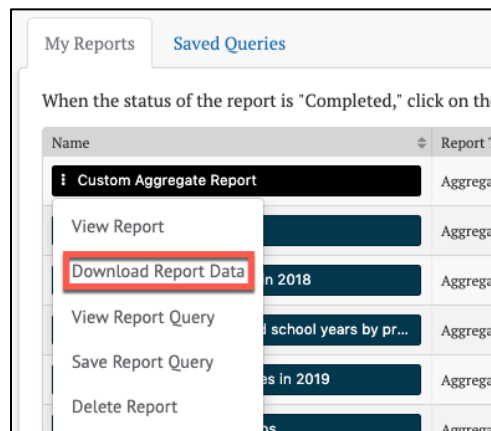 My Reports Saved Queries
When the status of the report is "Completed," click on the
Name Report
Custom Aggregate Report Aggrega
View Report Aggrega
Download Report Data in 2018 Aggrega
View Report Query d school years by pr... Aggrega
Save Report Query
es in 2019 Aggrega
Delete Report